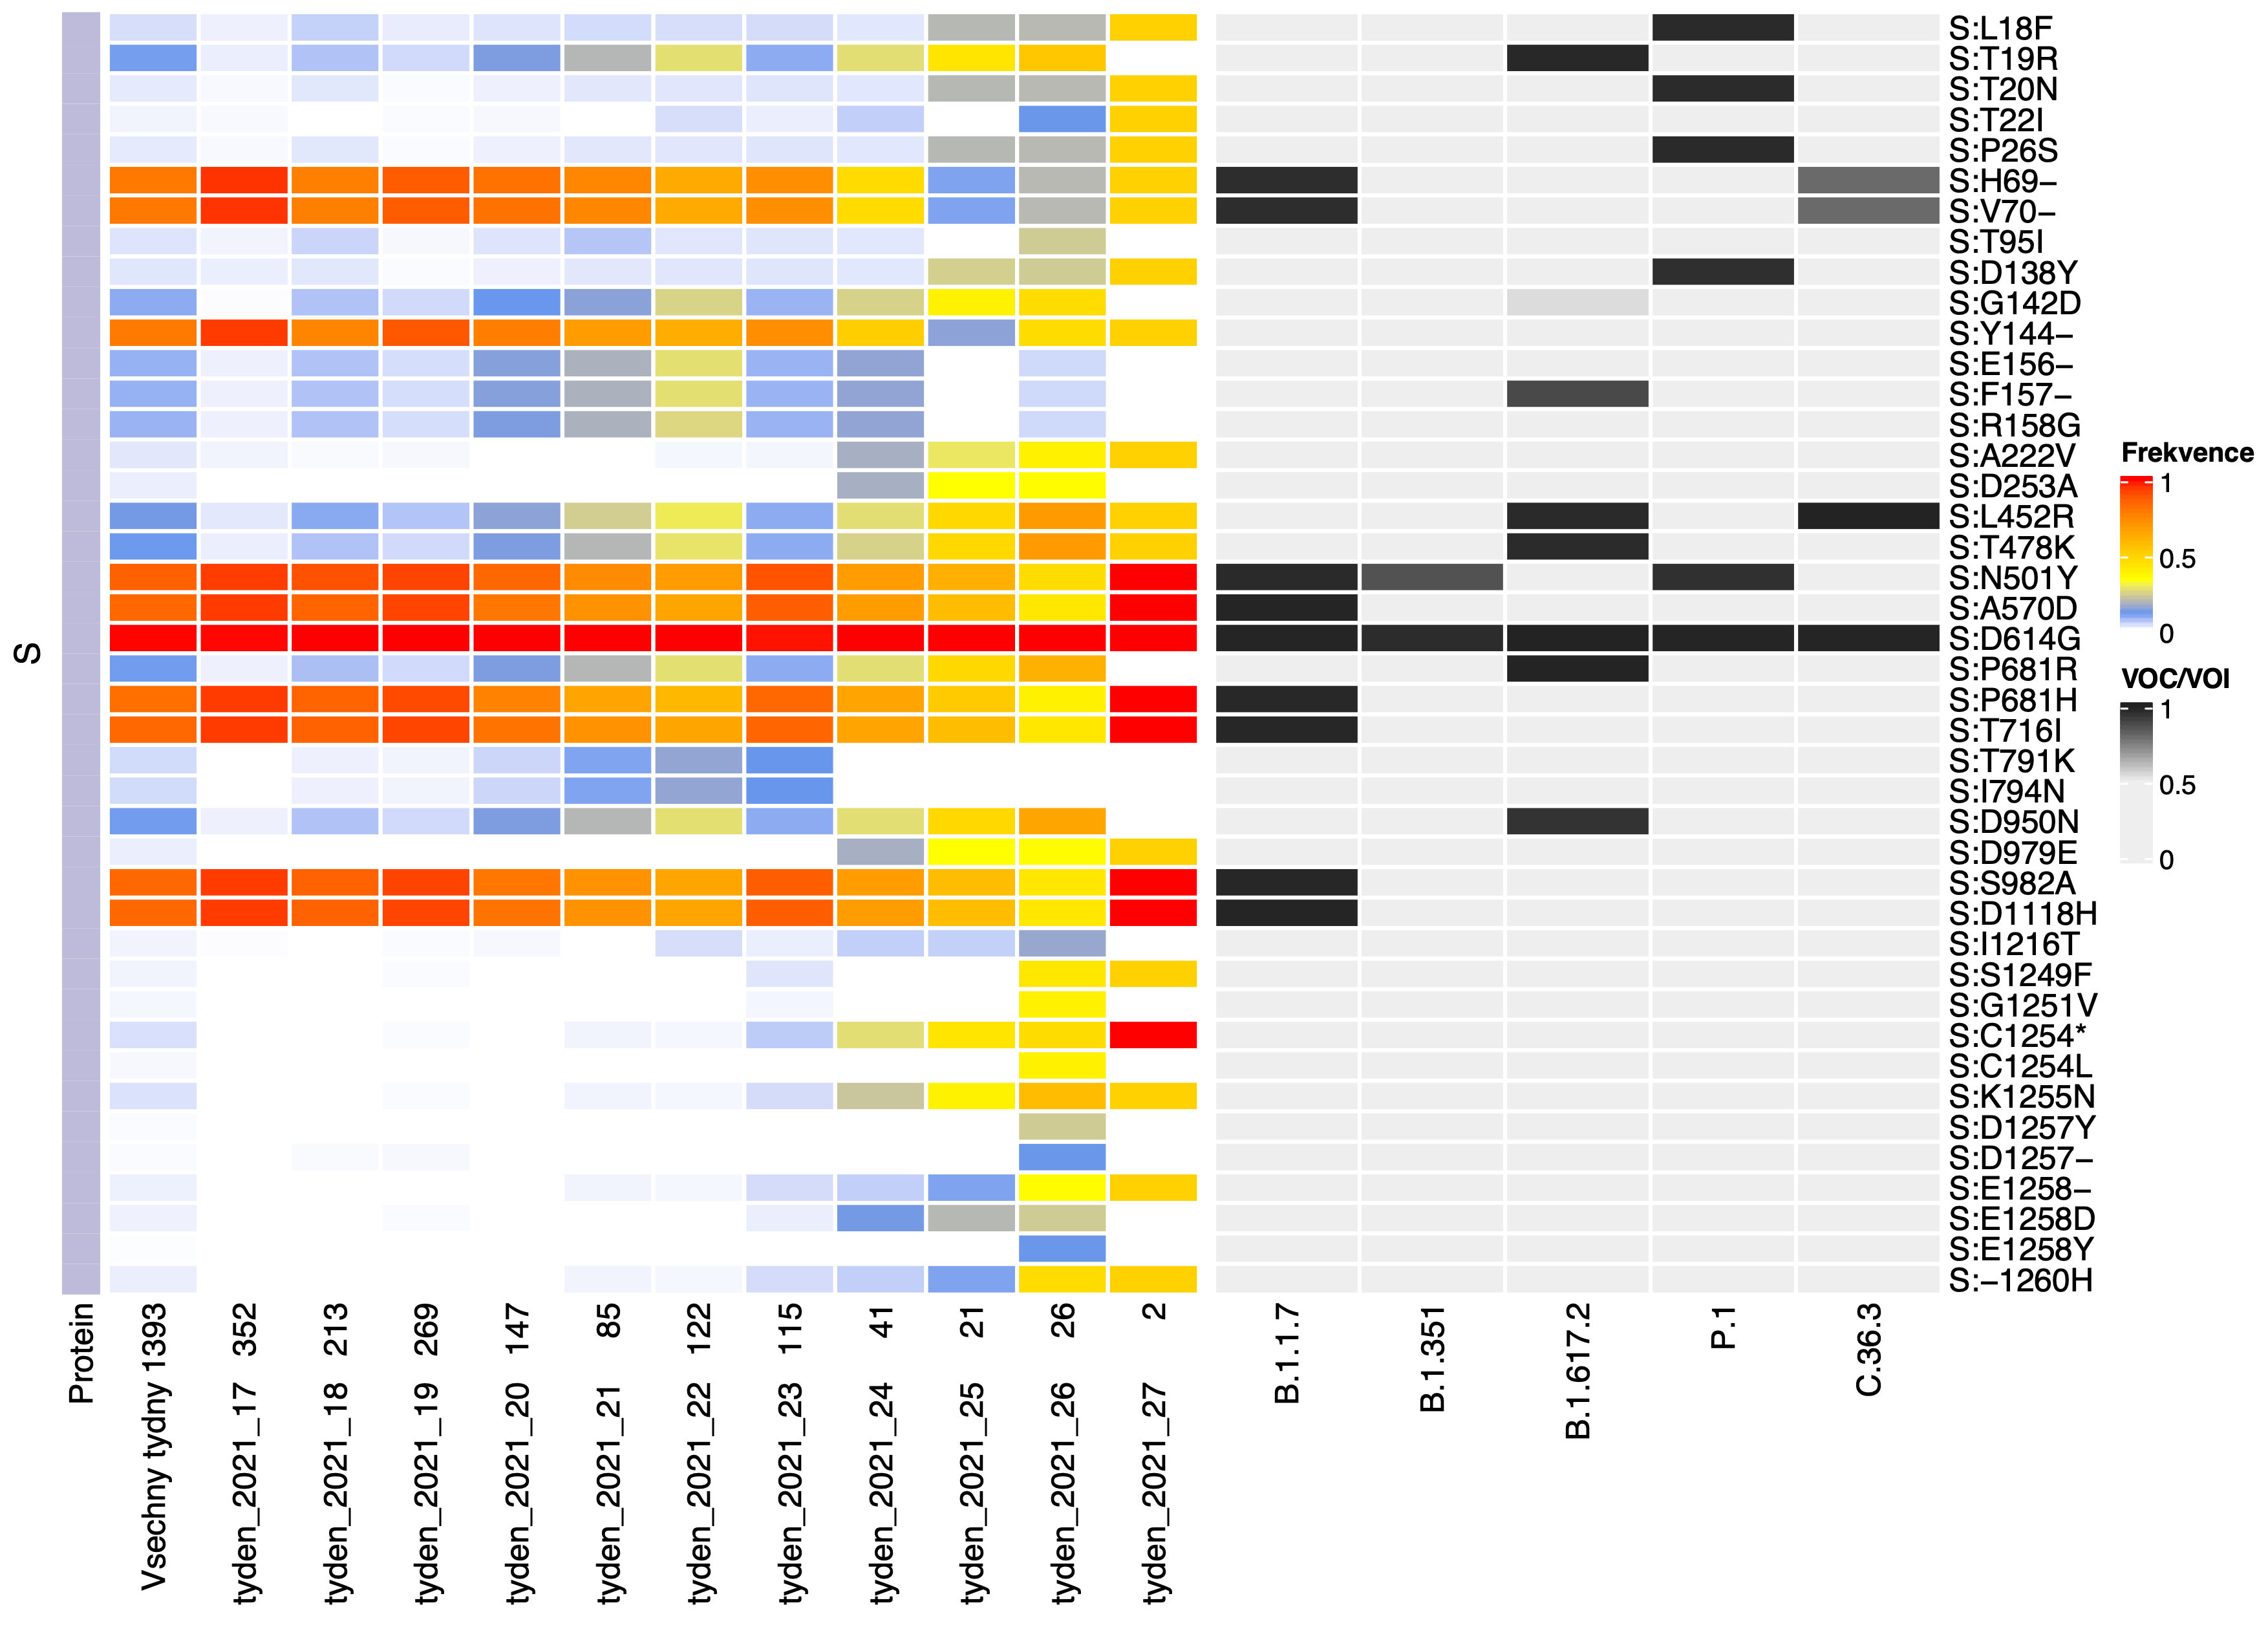 S:L18F
S:T19R
S:T20N
S:T22I
S:P26S
S:H69−
S:V70−
S:T95I
S:D138Y
S:G142D
S:Y144−
S:E156−
S:F157−
S:R158G
S:A222V
S:D253A
S:L452R
S:T478K
S:N501Y
S:A570D
S:D614G
S:P681R
S:P681H
S:T716I
S:T791K
S:I794N
S:D950N
S:D979E
S:S982A
S:D1118H
S:I1216T
S:S1249F
S:G1251V
S:C1254*
S:C1254L
S:K1255N
S:D1257Y
S:D1257−
S:E1258−
S:E1258D
S:E1258Y
S:−1260H
S
Protein
Vsechny tydny 1393
tyden_2021_17 352
tyden_2021_18 213
tyden_2021_19 269
tyden_2021_20 147
tyden_2021_21 85
tyden_2021_22 122
tyden_2021_23 115
tyden_2021_24 41
tyden_2021_25 21
tyden_2021_26 26
tyden_2021_27 2
B.1.1.7
B.1.351
B.1.617.2
P.1
C.36.3
Frekvence
1
0.5
0
VOC/VOI
1
0.5
0